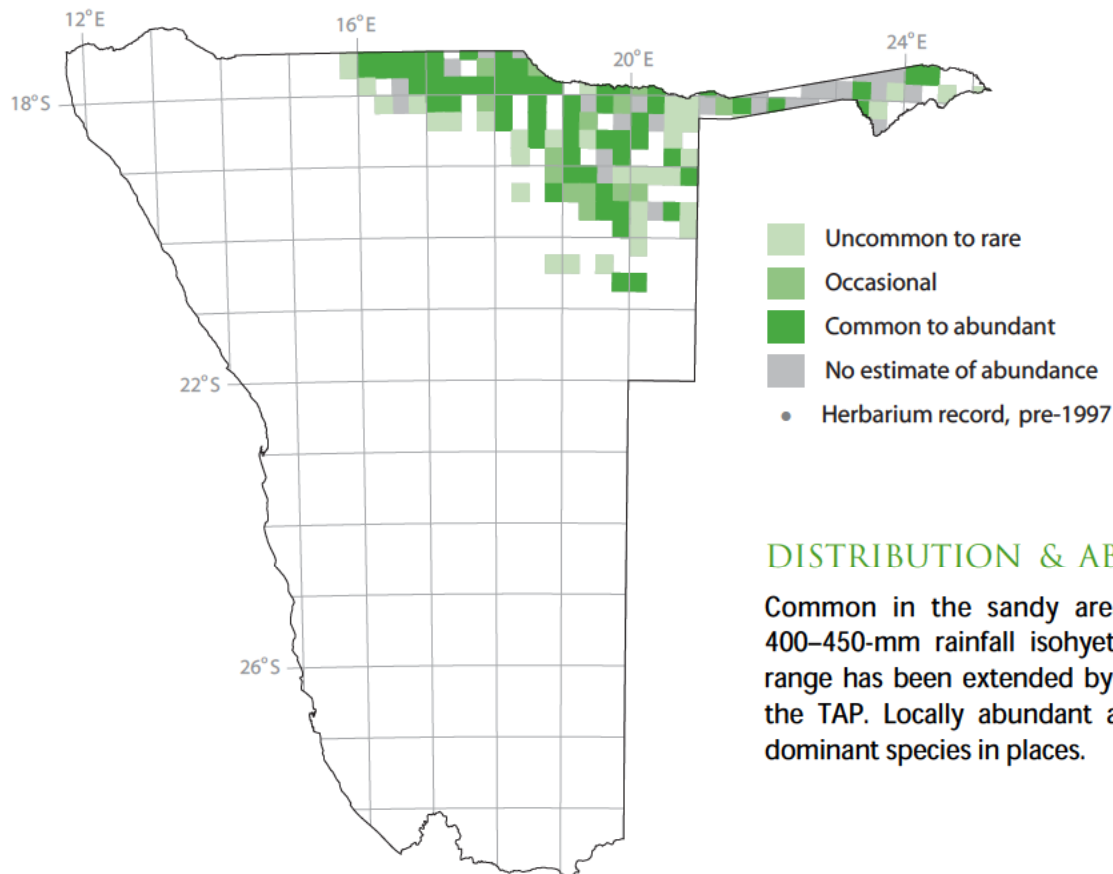 12°E
16°E
20°E
24°E
18°S
22°S
26°S
Uncommon to rare
Occasional
Common to abundant
No estimate of abundance
Herbarium record, pre-1997
DISTRIBUTION & AB
Common in the sandy are
400–450-mm rainfall isohyet
range has been extended by
the TAP. Locally abundant a
dominant species in places.